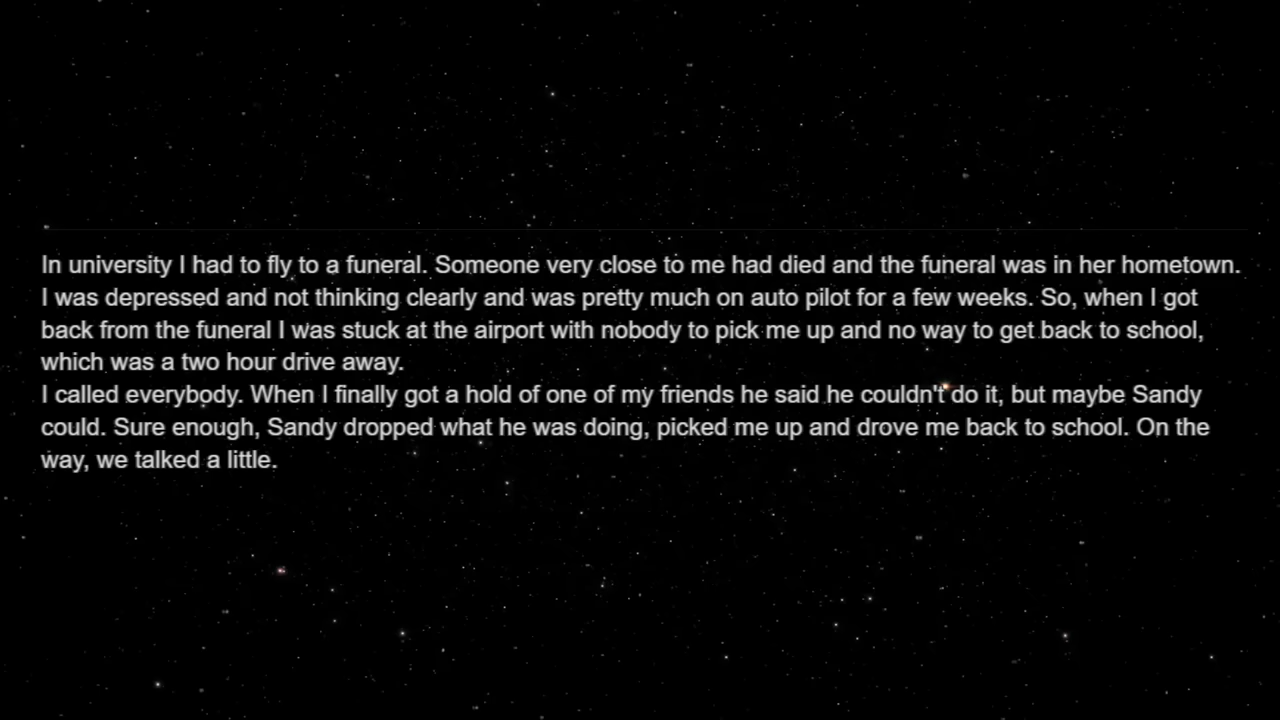 In university I had to fly to a funeral. Someone very close to me had died and the funeral was in her hometown.
I was depressed and not thinking clearly and was pretty much on auto pilot for a few weeks. So, when I got
back from the funeral I was stuck at the airport with nobody to pick me up and no way to get back to school,
which was a two hour drive away.
I called everybody. When I finally got a hold of one of my friends he said he couldn't do it, but maybe Sandy
could. Sure enough, Sandy dropped what he was doing, picked me up and drove me back to school. On the
way, we talked a little.